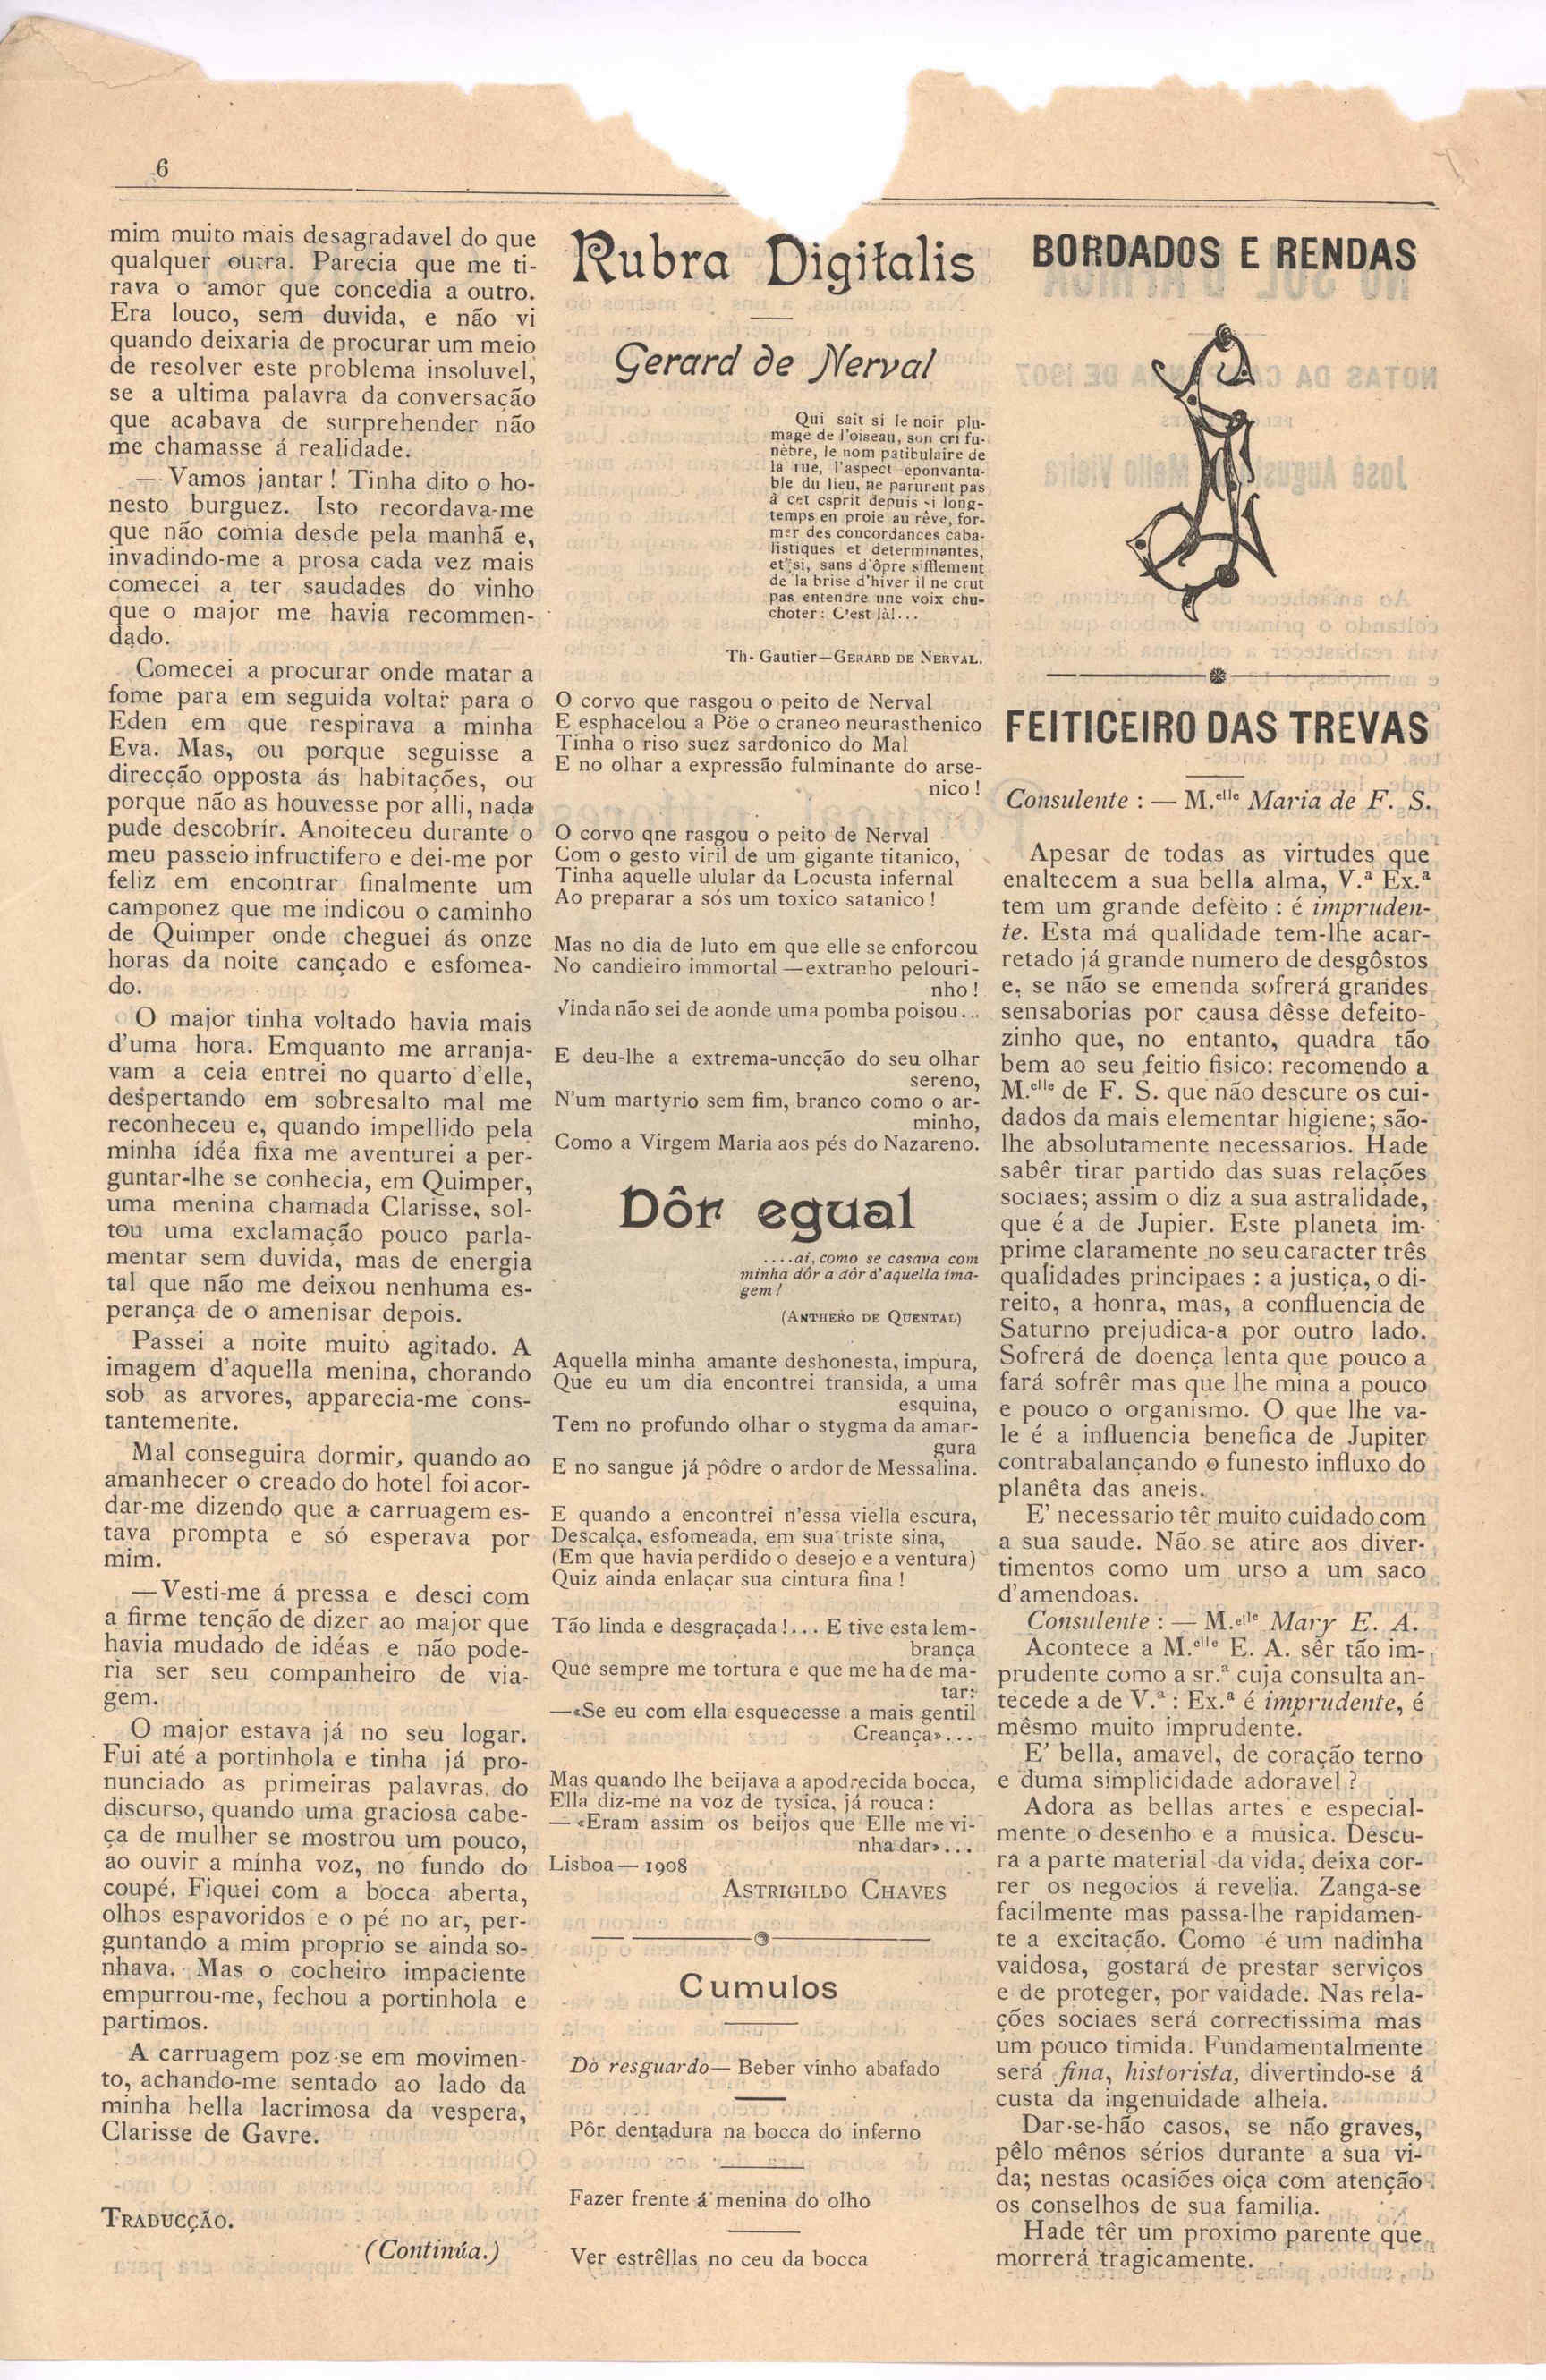 6
mim muito mais desagradavel do que
qualquer outra. Parecia que me ti-
rava o amor que concedia a outro.
Era louco, sem duvida, e não vi
quando deixaria de procurar um meio
de resolver este problema insoluvel,
se a ultima palavra da conversação
que acabava de surprehender não
me chamasse á realidade.
— Vamos jantar ! Tinha dito o ho-
nesto burguez. Isto recordava-me
que não comia desde pela manhã e,
invadindo-me a prosa cada vez mais
comecei a ter saudades do vinho
que o major me havia recommen-
dado.
Comecei a procurar onde matar a
fome para em seguida voltar para o
Eden em que respirava a minha
Eva. Mas, ou porque seguisse a
direcção opposta ás habitações, ou
porque não as houvesse por alli, nada
pude descobrír. Anoiteceu durante o
meu passeio infructifero e dei-me por
feliz em encontrar finalmente um
camponez que me indicou o caminho
de Quimper onde cheguei ás onze
horas da noite cançado e esfomea-
do.
O major tinha voltado havia mais
d'uma hora. Emquanto me arranja-
vam a ceia entrei no quarto d'elle,
despertando em sobresalto mal me
reconheceu e, quando impellido pela
minha idéa fixa me aventurei a per-
guntar-lhe se conhecia, em Quimper,
uma menina chamada Clarisse, sol-
tou uma exclamação pouco parla-
mentar sem duvida, mas de energia
tal que não me deixou nenhuma es-
perança de o amenisar depois.
Passei a noite muito agitado. A
imagem d'aquella menina, chorando
sob as arvores, apparecia-me cons-
tantemente.
Mal conseguira dormir, quando ao
amanhecer o creado do hotel foi acor-
dar-me dizendo que a carruagem es-
tava prompta e só esperava por
mim.
—Vesti-me á pressa e desci com
a firme tenção de dizer ao major que
havia mudado de idéas e não pode-
ria ser seu companheiro de via-
gem.
O major estava já no seu logar.
Fui até a portinhola e tinha já pro-
nunciado as primeiras palavras do
discurso, quando uma graciosa cabe-
ça de mulher se mostrou um pouco,
ao ouvir a minha voz, no fundo do
coupé. Fiquei com a bocca aberta,
olhos espavoridos e o pé no ar, per-
guntando a mim proprio se ainda so-
nhava. Mas o cocheiro impaciente
empurrou-me, fechou a portinhola e
partimos.
A carruagem poz-se em movimen-
to, achando-me sentado ao lado da
minha bella lacrimosa da vespera,
Clarisse de Gavre.
TRADUCÇÃO.
(Continúa.)
Rubra Digitalis
Gerard de Nerval
Qui sait si le noir plu-
mage de l'oiseau, son cri fu-
nèbre, le nom patibulaire de
la rue, l'aspect eponvanta-
ble du lieu, ne parurent pas
à cet esprit depuis si long-
temps en proie au rêve, for-
mer des concordances caba-
listiques et determinantes,
et si, sans d'ôpre sifflement
de la brise d'hiver il ne crut
pas entendre une voix chu-
choter: C'est là!...
Th- Gautier—GERARD DE NERVAL.
O corvo que rasgou o peito de Nerval
E esphacelou a Pöe o craneo neurasthenico
Tinha o riso suez sardonico do Mal
E no olhar a expressão fulminante do arse-
nico !
O corvo qne rasgou o peito de Nerval
Com o gesto viril de um gigante titanico,
Tinha aquelle ulular da Locusta infernal
Ao preparar a sós um toxico satanico !
Mas no dia de luto em que elle se enforcou
No candieiro immortal —extranho pelouri-
nho !
Vinda não sei de aonde uma pomba poisou...
E deu-lhe a extrema-uncção do seu olhar
sereno,
N'um martyrio sem fim, branco como o ar-
minho,
Como a Virgem Maria aos pés do Nazareno.
Dôr egual
....ai, como se casava com
minha dôr a dôr d'aquella ima-
gem !
(ANTHERO DE QUENTAL)
Aquella minha amante deshonesta, impura,
Que eu um dia encontrei transida, a uma
esquina,
Tem no profundo olhar o stygma da amar-
gura
E no sangue já pôdre o ardor de Messalina.
E quando a encontrei n'essa viella escura,
Descalça, esfomeada, em sua triste sina,
(Em que havia perdido o desejo e a ventura)
Quiz ainda enlaçar sua cintura fina !
Tão linda e desgraçada !... E tive esta lem-
brança
Que sempre me tortura e que me ha de ma-
tar:
—«Se eu com ella esquecesse a mais gentil
Creança»...
Mas quando lhe beijava a apodrecida bocca,
Ella diz-me na voz de tysica, já rouca :
—«Eram assim os beijos que Elle me vi-
nha dar»...
Lisboa— 1908
ASTRIGILDO CHAVES
Cumulos
Do resguardo— Beber vinho abafado
Pôr dentadura na bocca do inferno
Fazer frente á menina do olho
Ver estrêllas no ceu da bocca
BORDADOS E RENDAS
FEITICEIRO DAS TREVAS
Consulente : — M.elle Maria de F. S.
Apesar de todas as virtudes que
enaltecem a sua bella alma, V.ª Ex.ª
tem um grande defeito : é impruden-
te. Esta má qualidade tem-lhe acar-
retado já grande numero de desgôstos
e, se não se emenda sofrerá grandes
sensaborias por causa dêsse defeito-
zinho que, no entanto, quadra tão
bem ao seu feitio fisico: recomendo a
M.elle de F. S. que não descure os cui-
dados da mais elementar higiene; são-
lhe absolutamente necessarios. Hade
sabêr tirar partido das suas relações
sociaes; assim o diz a sua astralidade,
que é a de Jupier. Este planeta im-
prime claramente no seu caracter três
qualidades principaes : a justiça, o di-
reito, a honra, mas, a confluencia de
Saturno prejudica-a por outro lado.
Sofrerá de doença lenta que pouco a
fará sofrêr mas que lhe mina a pouco
e pouco o organismo. O que lhe va-
le é a influencia benefica de Jupiter
contrabalançando o funesto influxo do
planêta das aneis.
E' necessario têr muito cuidado com
a sua saude. Não se atire aos diver-
timentos como um urso a um saco
d'amendoas.
Consulente : — M.elle Mary E. A.
Acontece a M.elle E. A. sêr tão im-
prudente como a sr.ª cuja consulta an-
tecede a de V.ª : Ex.ª é imprudente, é
mêsmo muito imprudente.
E' bella, amavel, de coração terno
e duma simplicidade adoravel ?
Adora as bellas artes e especial-
mente o desenho e a musica. Descu-
ra a parte material da vida, deixa cor-
rer os negocios á revelia. Zanga-se
facilmente mas passa-lhe rapidamen-
te a excitação. Como é um nadinha
vaidosa, gostará de prestar serviços
e de proteger, por vaidade. Nas rela-
ções sociaes será correctissima mas
um pouco timida. Fundamentalmente
será fina, historista, divertindo-se á
custa da ingenuidade alheia.
Dar-se-hão casos, se não graves,
pêlo mênos sérios durante a sua vi-
da; nestas ocasiões oiça com atenção
os conselhos de sua familia.
Hade têr um proximo parente que
morrerá tragicamente.